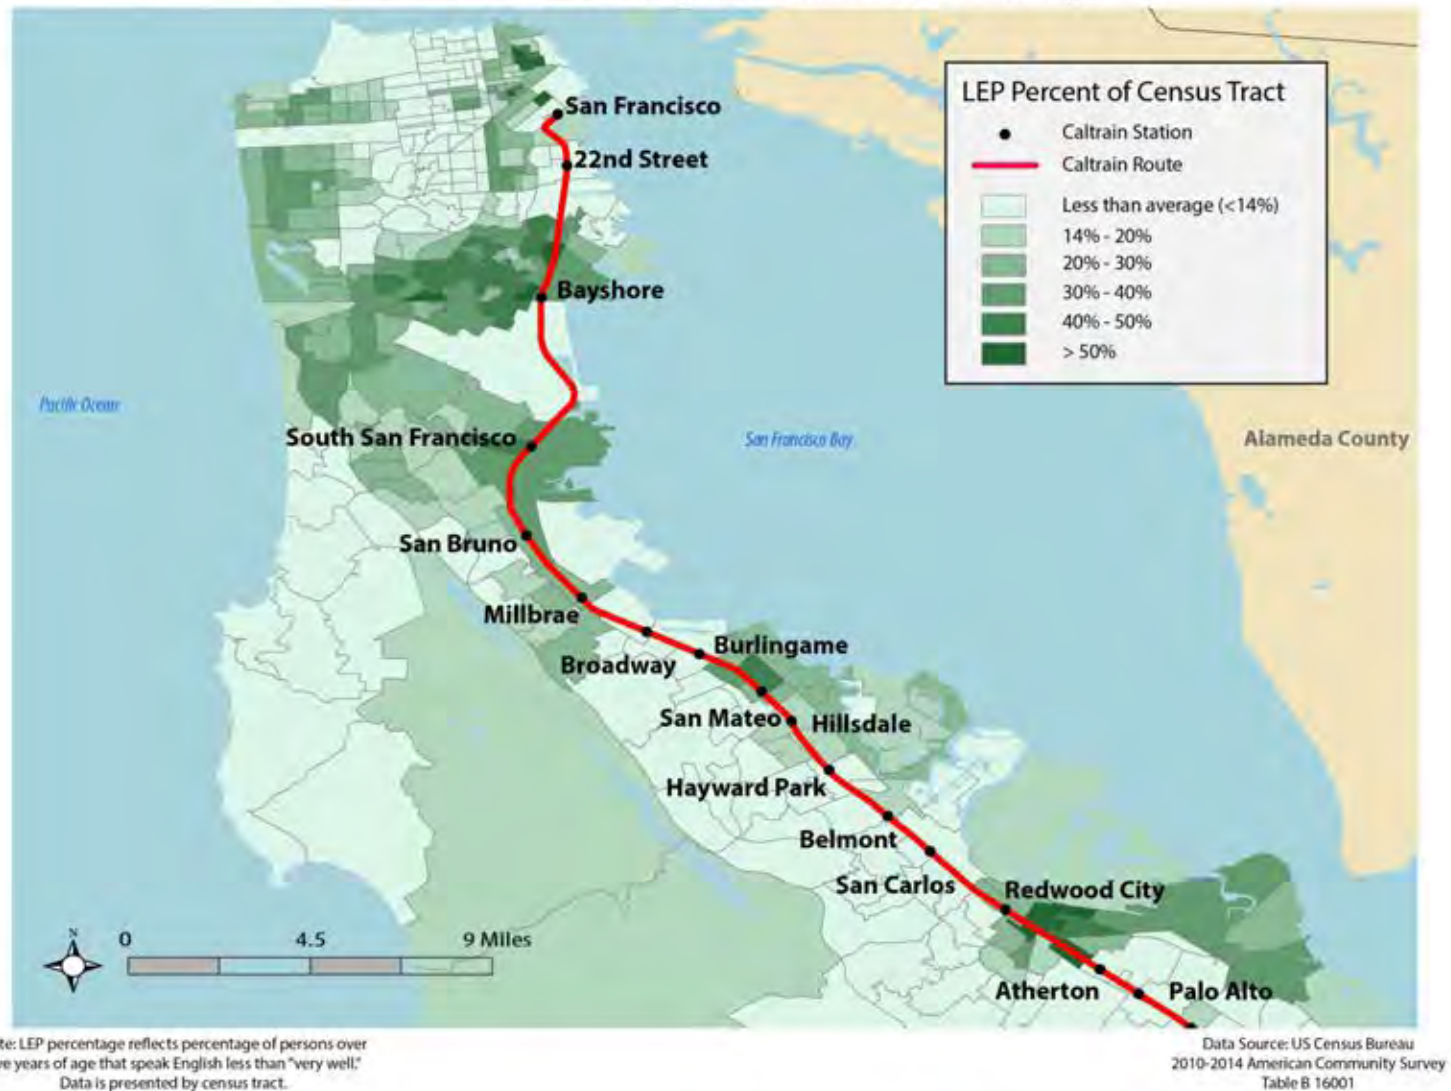 San Francisco
22nd Street
Bayshore
South San Francisco
San Bruno
Millbrae
Broadway
Burlingame
San Mateo
Hillsdale
Hayward Park
Belmont
San Carlos
Redwood City
Atherton
Palo Alto
Pacific Ocean
San Francisco Bay
Alameda County
LEP Percent of Census Tract
Caltrain Station
Caltrain Route
Less than average (<14%)
14% - 20%
20% - 30%
30% - 40%
40% - 50%
> 50%
N
0 4.5 9 Miles
te: LEP percentage reflects percentage of persons over
ve years of age that speak English less than "very well."
Data is presented by census tract.
Data Source: US Census Bureau
2010-2014 American Community Survey
Table B 16001